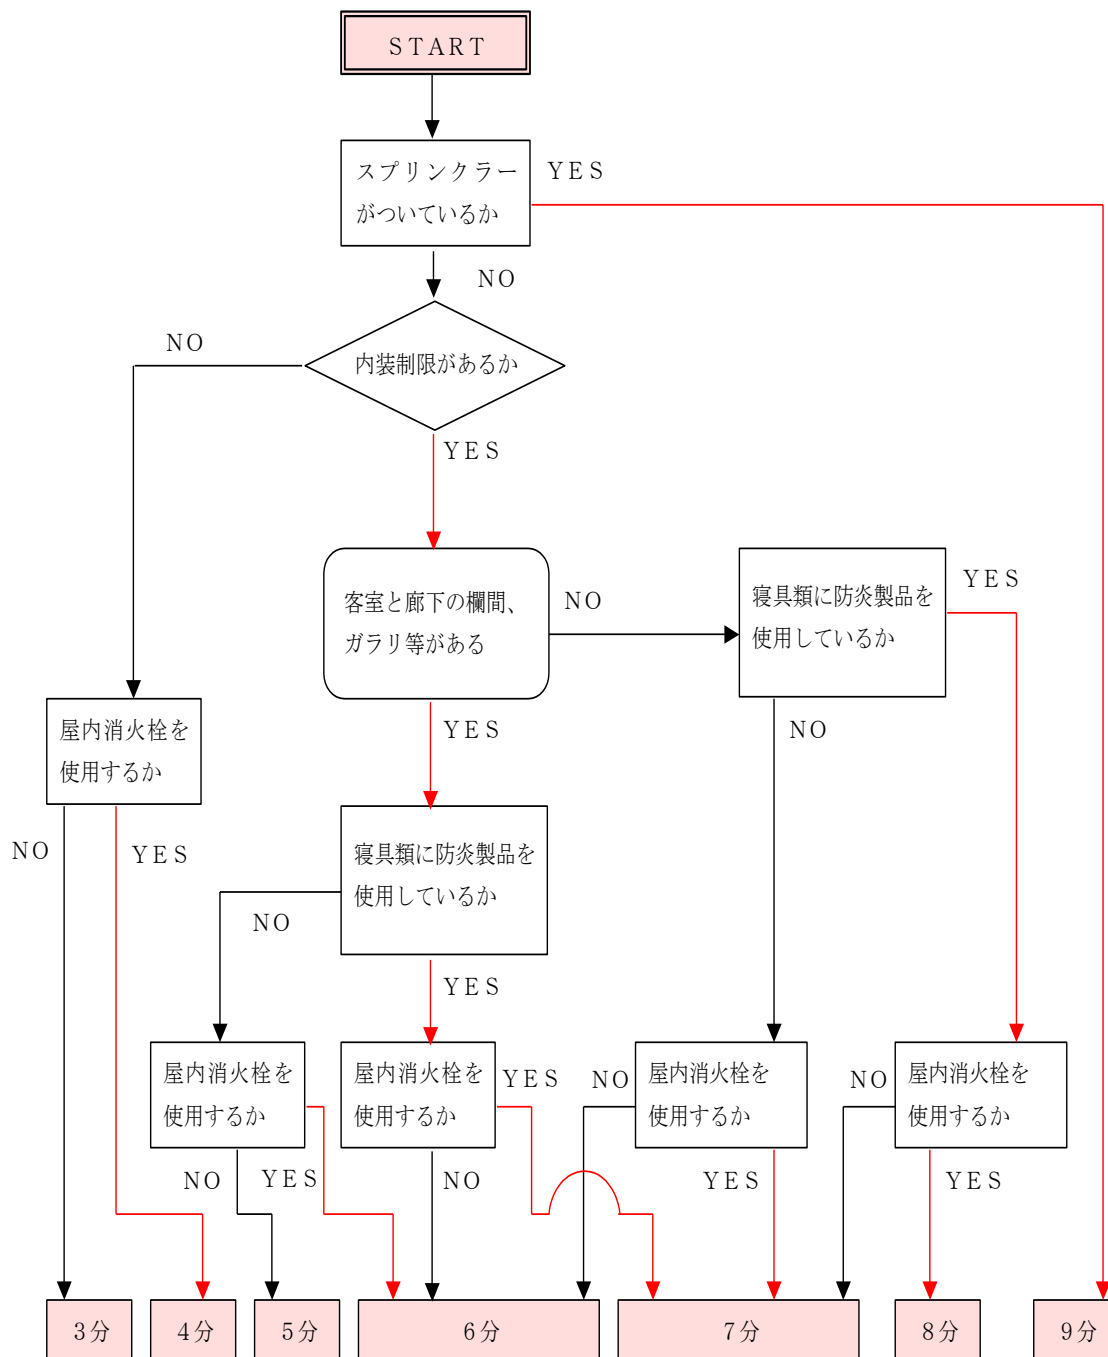 START
スプリンクラー
がついているか
YES
NO
NO
内装制限があるか
YES
客室と廊下の欄間、
ガラリ等がある
NO
寝具類に防炎製品を
使用しているか
YES
屋内消火栓を
使用するか
YES
NO
NO
YES
寝具類に防炎製品を
使用しているか
NO
YES
屋内消火栓を
使用するか
屋内消火栓を
使用するか
YES
NO
屋内消火栓を
使用するか
NO
屋内消火栓を
使用するか
NO
YES
NO
YES
YES
3分
4分
5分
6分
7分
8分
9分